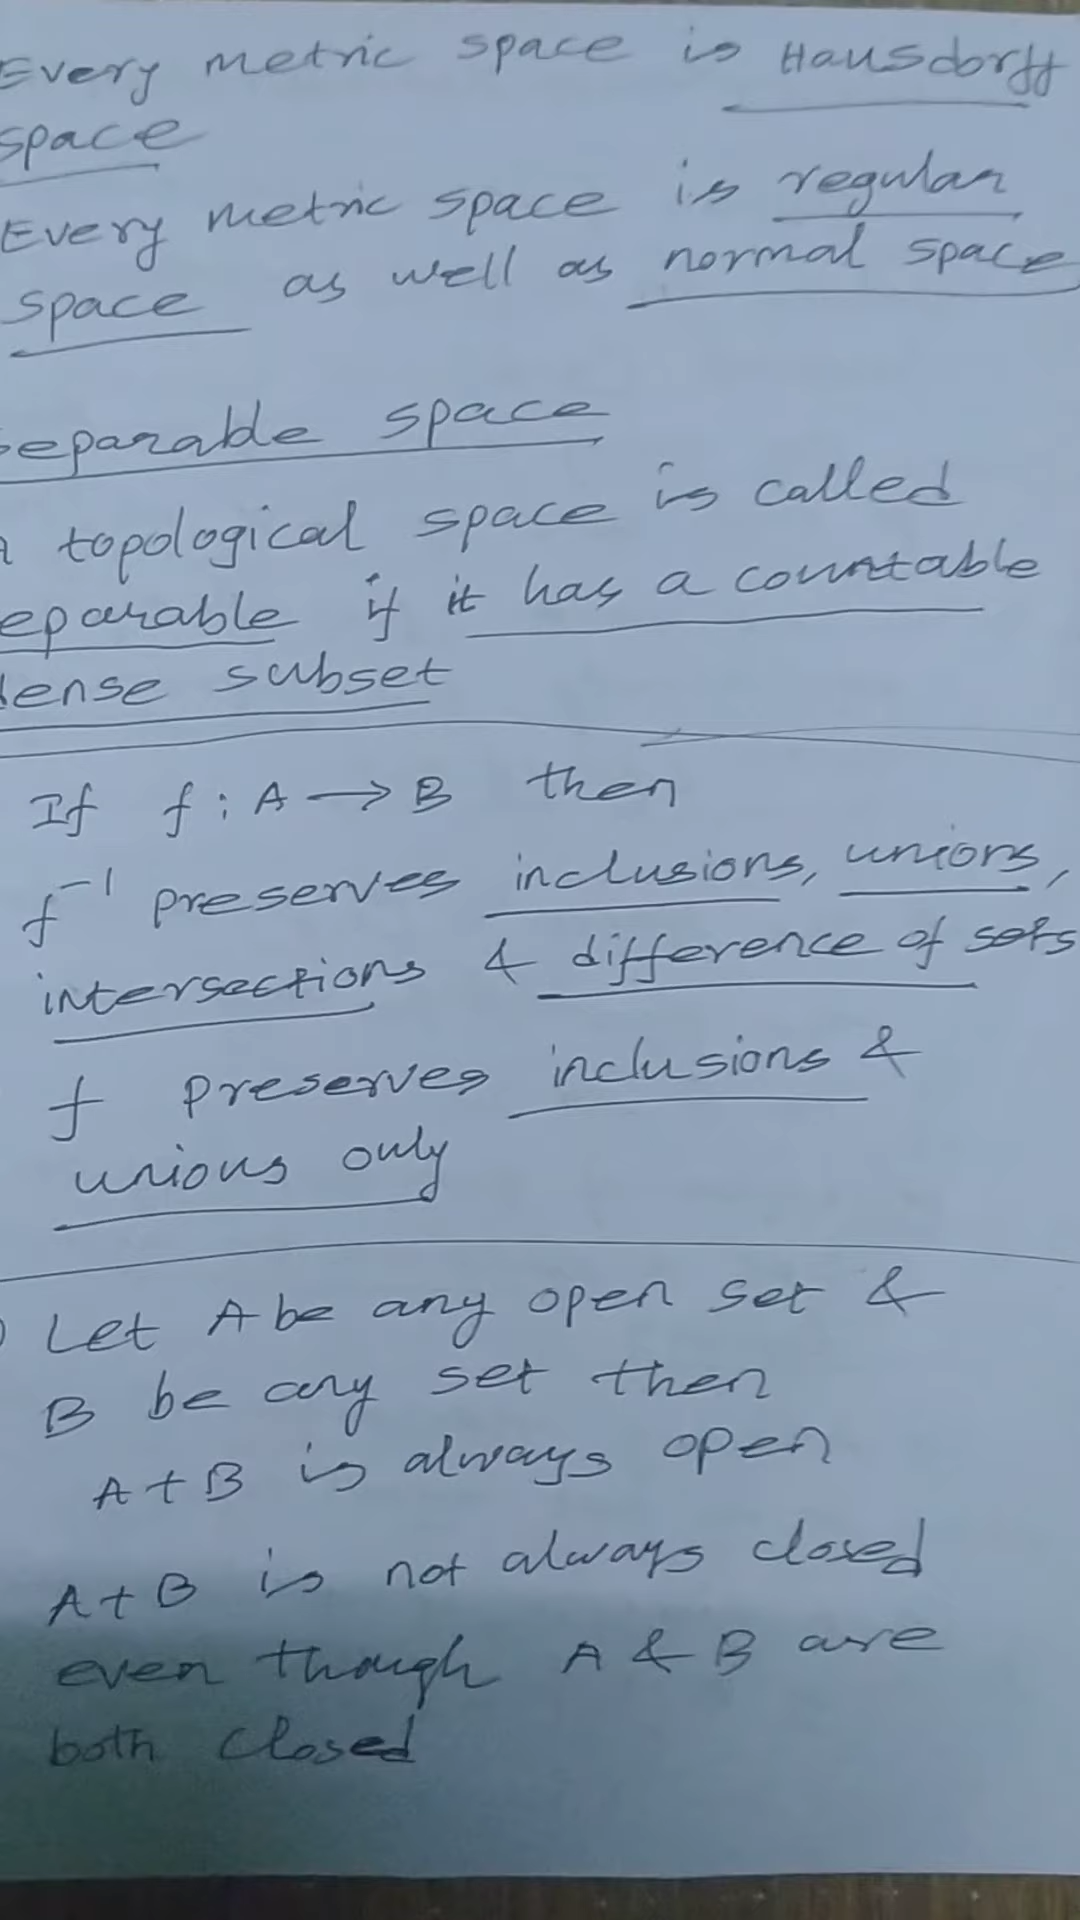 Every metric space is Hausdorff
space
Every metric space is regular
space as well as normal space
separable space
A topological space is called
separable if it has a countable
dense subset
If f : A → B then
f⁻¹ preserves inclusions, unions,
intersections & difference of sets
f preserves inclusions &
unions only
Let A be any open set &
B be any set then
A + B is always open
A + B is not always closed
even though A & B are
both closed